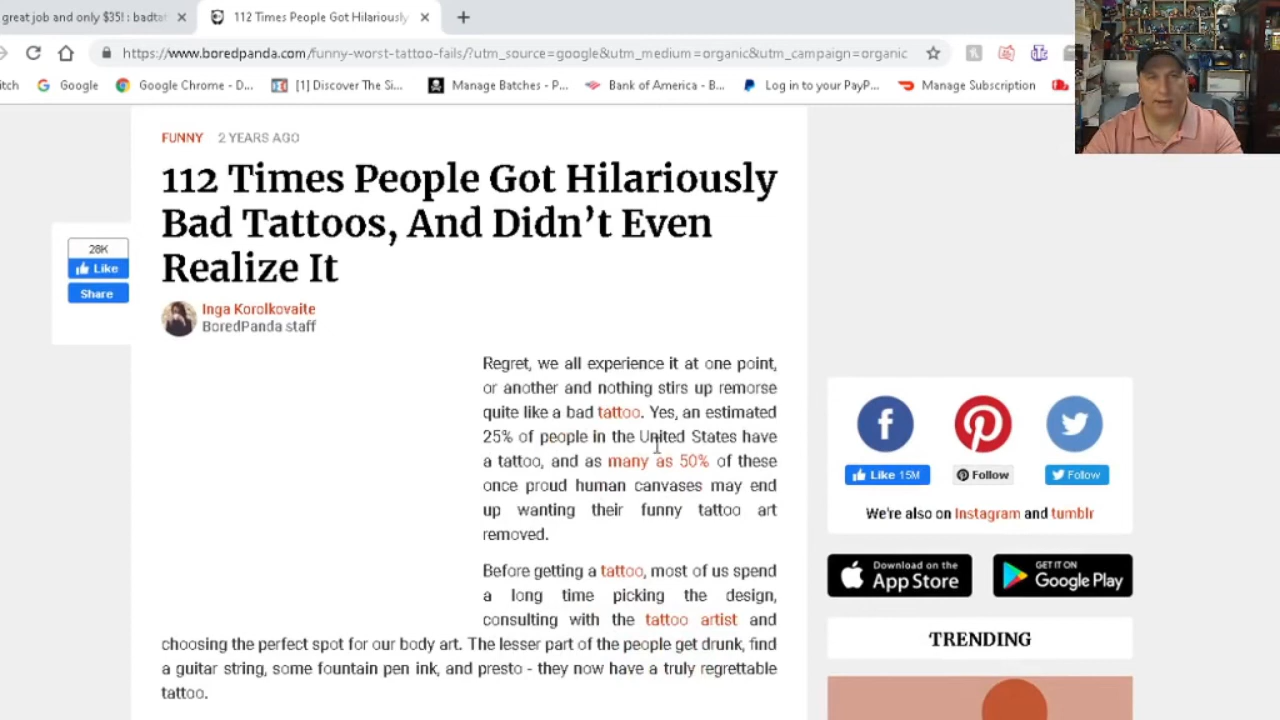 great job and only $35! : badtat
112 Times People Got Hilariously
https://www.boredpanda.com/funny-worst-tattoo-fails/?utm_source=google&utm_medium=organic&utm_campaign=organic
itch
Google
Google Chrome - D...
[1] Discover The Si...
Manage Batches - P...
Bank of America - B...
Log in to your PayP...
Manage Subscription
FUNNY 2 YEARS AGO
112 Times People Got Hilariously
Bad Tattoos, And Didn't Even
Realize It
28K
Like
Share
Inga Korolkovaite
BoredPanda staff
Regret, we all experience it at one point,
or another and nothing stirs up remorse
quite like a bad tattoo. Yes, an estimated
25% of people in the United States have
a tattoo, and as many as 50% of these
once proud human canvases may end
up wanting their funny tattoo art
removed.
Before getting a tattoo, most of us spend
a long time picking the design,
consulting with the tattoo artist and
choosing the perfect spot for our body art. The lesser part of the people get drunk, find
a guitar string, some fountain pen ink, and presto - they now have a truly regrettable
tattoo.
Like 15M
Follow
Follow
We're also on Instagram and tumblr
Download on the
App Store
GET IT ON
Google Play
TRENDING